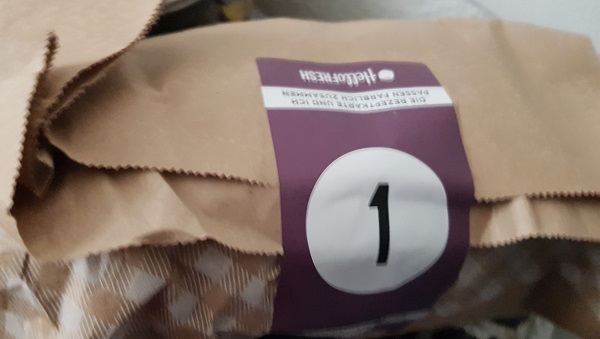 HelloFRESH
DIE REZEPTKARTE UND ICH
PASSEN FARBLICH ZUSAMMEN
1